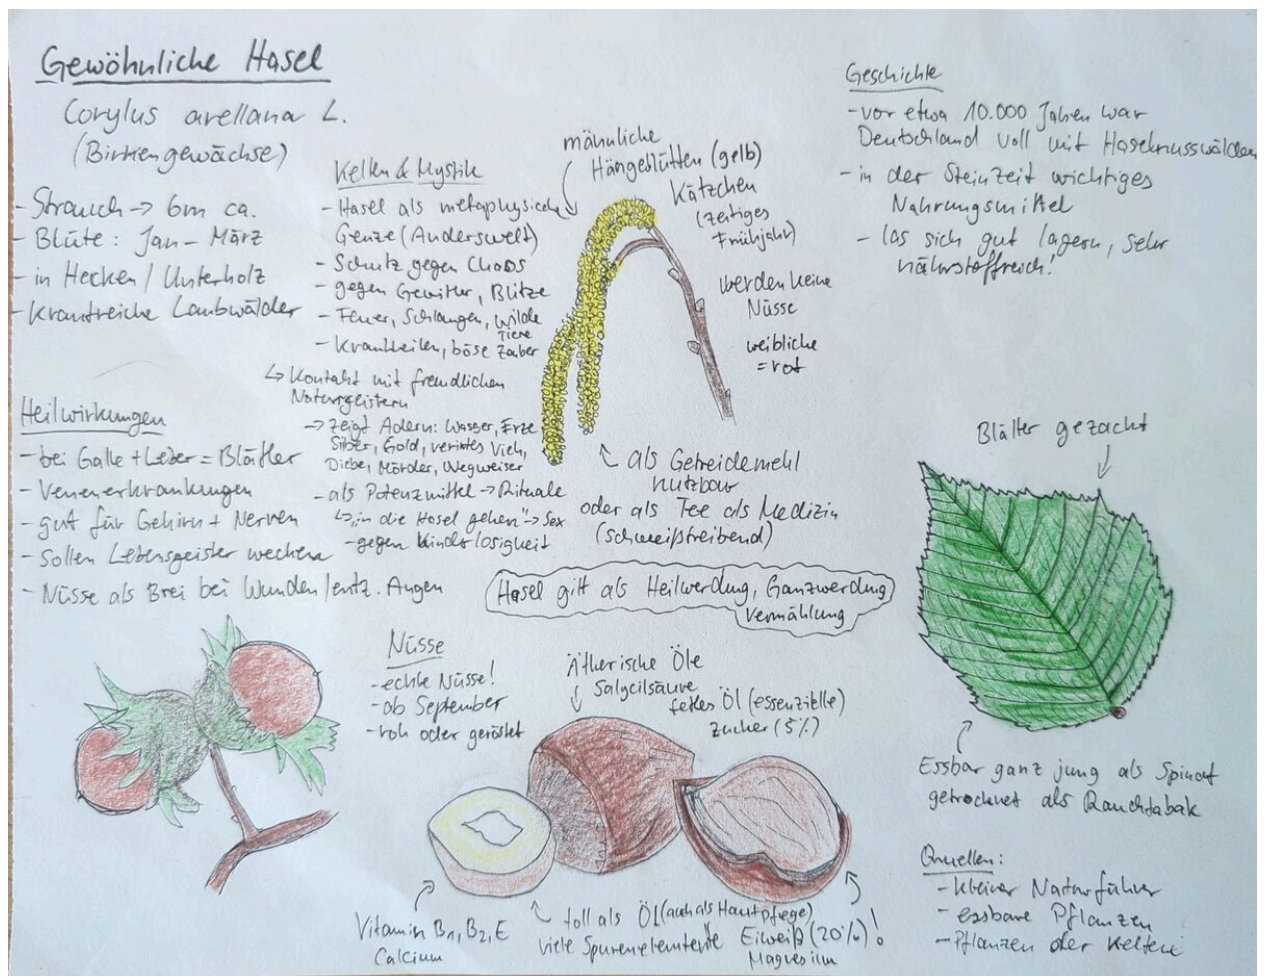 Gewöhnliche Hasel
Corylus avellana L.
(Birkengewächse)
- Strauch → 6m ca.
- Blüte: Jan - März
- in Hecken / Unterholz
- Krautreiche Laubwälder
Kelten & Mystik
- Hasel als metaphysische
Genze (Anderswelt)
- Schutz gegen Chaos
- gegen Gewitter, Blitze
- Feuer, Schlangen, wilde
Tiere
- Krankheiten, böse Zauber
↳ Kontakt mit freundlichen
Naturgeistern
→ zeigt Adern: Wasser, Erze
Silber, Gold, verirrtes Vieh,
Diebe, Mörder, Wegweiser
- als Potenzmittel → Rituale
↳ „in die Hasel gehen" → Sex
- gegen Kinderlosigkeit
männliche
Hängeblütten (gelb)
Kätzchen
(zeitiges
Frühjahr)
werden keine
Nüsse
weibliche
= rot
als Getreidemehl
nutzbar
oder als Tee als Medizin
(schweißtreibend)
Geschichte
- vor etwa 10.000 Jahren war
Deutschland voll mit Haselnusswälden
- in der Steinzeit wichtiges
Nahrungsmittel
- las sich gut lagern, sehr
nährstoffreich!
Heilwirkungen
- bei Galle + Leber = Blätter
- Venenerkrankungen
- gut für Gehirn + Nerven
- Sollen Lebensgeister wecken
- Nüsse als Brei bei Wunden / entz. Augen
Hasel gilt als Heilwerdung, Ganzwerdung
Vermählung
Blätter gezackt
Essbar ganz jung als Spinat
getrocknet als Rauchtabak
Nüsse
- echte Nüsse!
- ab September
- roh oder geröstet
Ätherische Öle
Salycilsäure
fettes Öl (essenzielle)
Zucker (5%)
Vitamin B1, B2, E
Calcium
toll als Öl (auch als Hautpflege)
viele Spurenelemente
Eiweiß (20%)!
Magnesium
Quellen:
- kleiner Naturführer
- essbare Pflanzen
- Pflanzen der Kelten